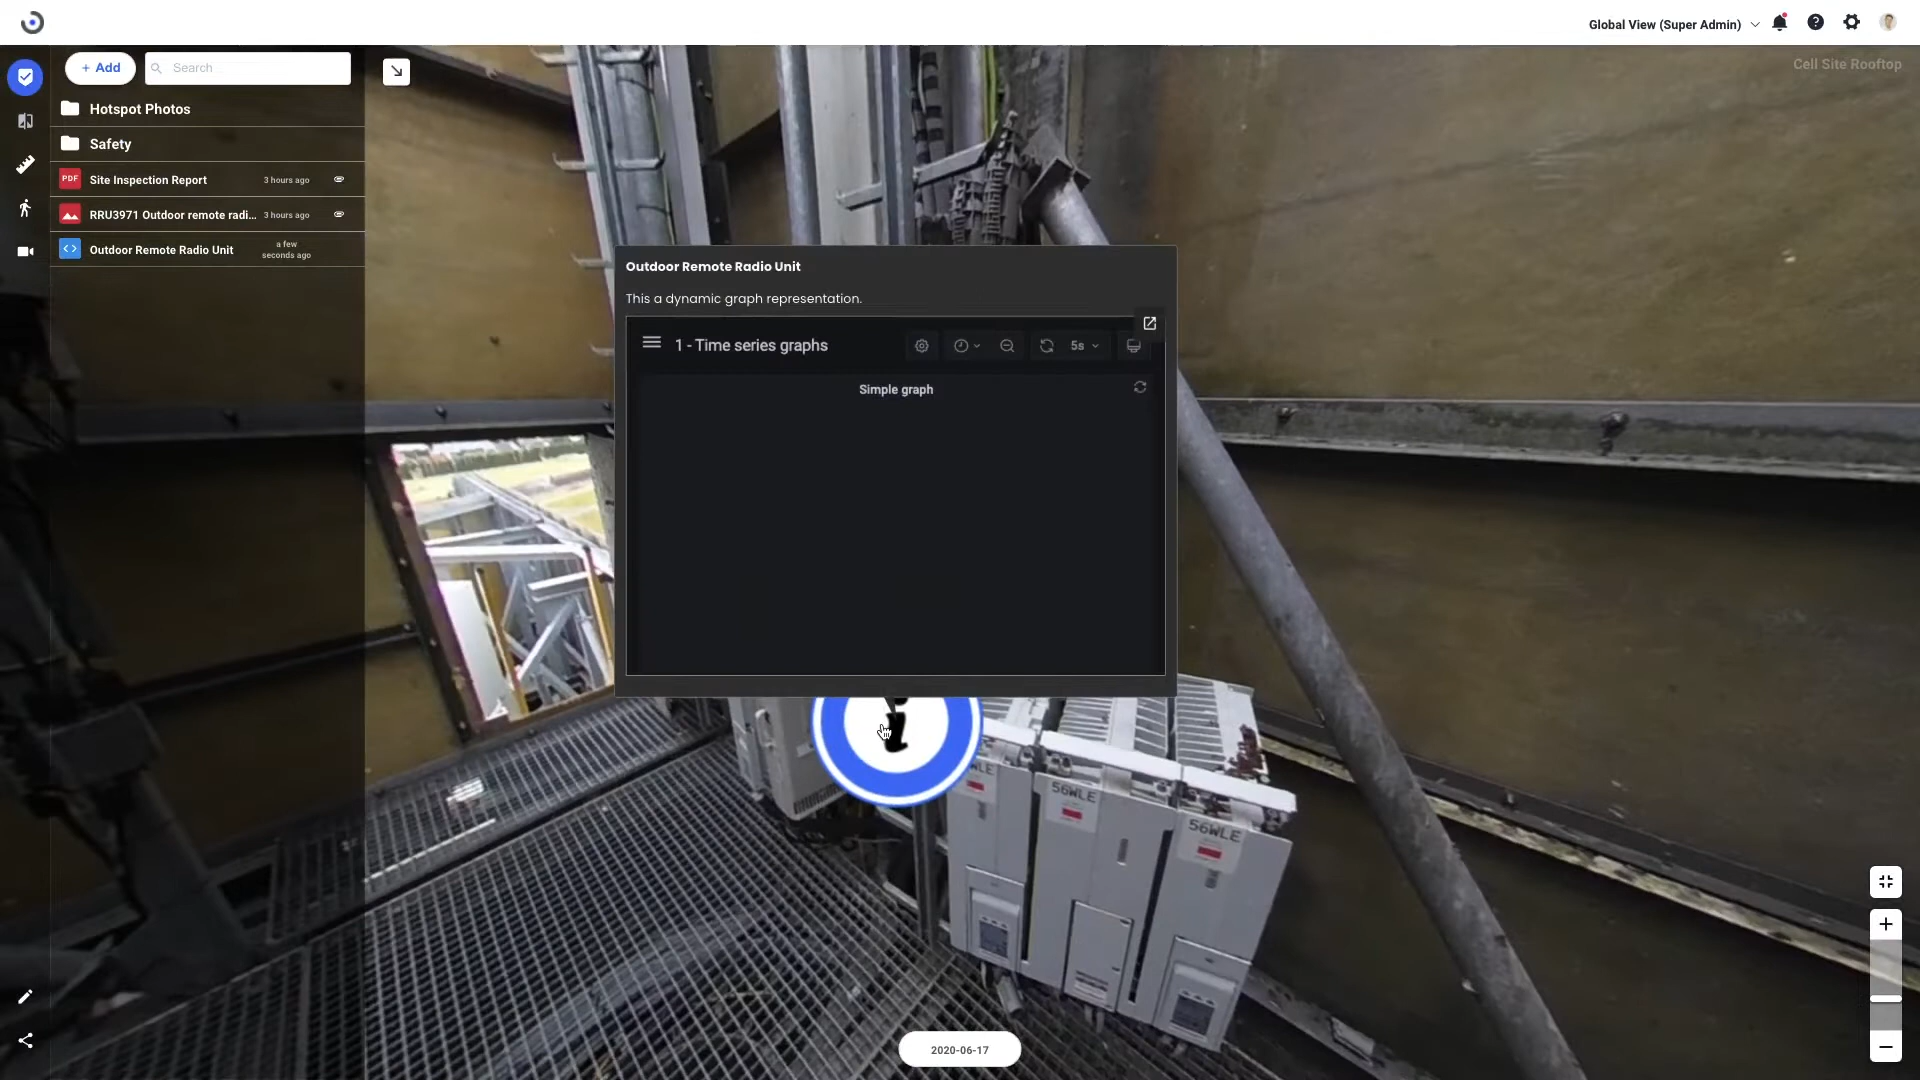 Global View (Super Admin)
+ Add
Search...
Cell Site Rooftop
Hotspot Photos
Safety
PDF
Site Inspection Report
3 hours ago
RRU3971 Outdoor remote radi...
3 hours ago
Outdoor Remote Radio Unit
a few
seconds ago
Outdoor Remote Radio Unit
This a dynamic graph representation.
1 - Time series graphs
5s
Simple graph
56WLE
56WLE
2020-06-17